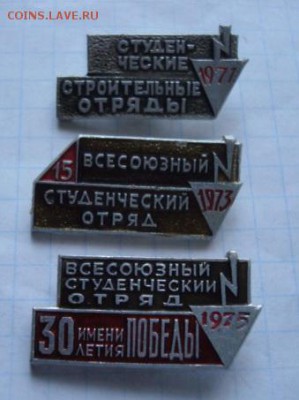 COINS.LAVE.RU
СТУДЕН-
ЧЕСКИЕ
1971
СТРОИТЕЛЬНЫЕ
ОТРЯДЫ
15 ВСЕСОЮЗНЫЙ
СТУДЕНЧЕСКИЙ 1973
ОТРЯД
ВСЕСОЮЗНЫЙ
СТУДЕНЧЕСКИЙ
ОТРЯД 1975
30 ИМЕНИ ПОБЕДЫ
ЛЕТИЯ